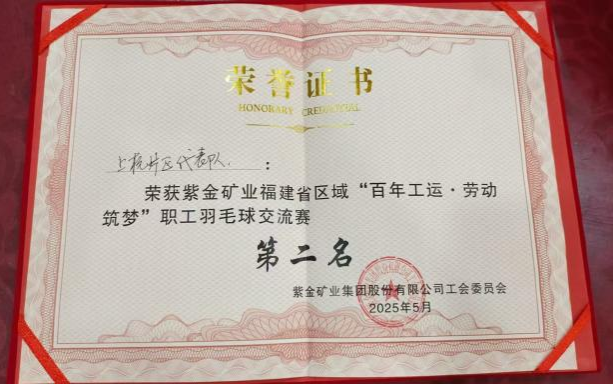 荣誉证书
HONORARY CREDENTIAL
上杭片区代表队：
荣获紫金矿业福建省区域“百年工运·劳动
筑梦”职工羽毛球交流赛
第二名
紫金矿业集团股份有限公司工会委员会
2025年5月